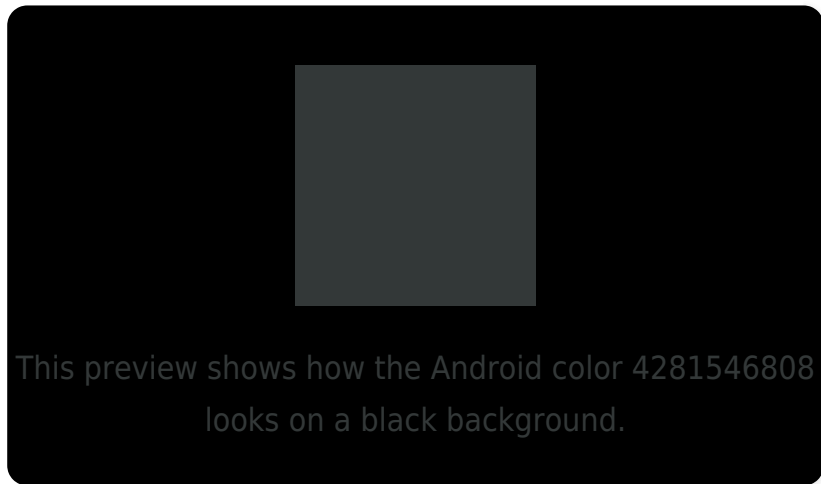 This preview shows how the Android color 4281546808
looks on a black background.